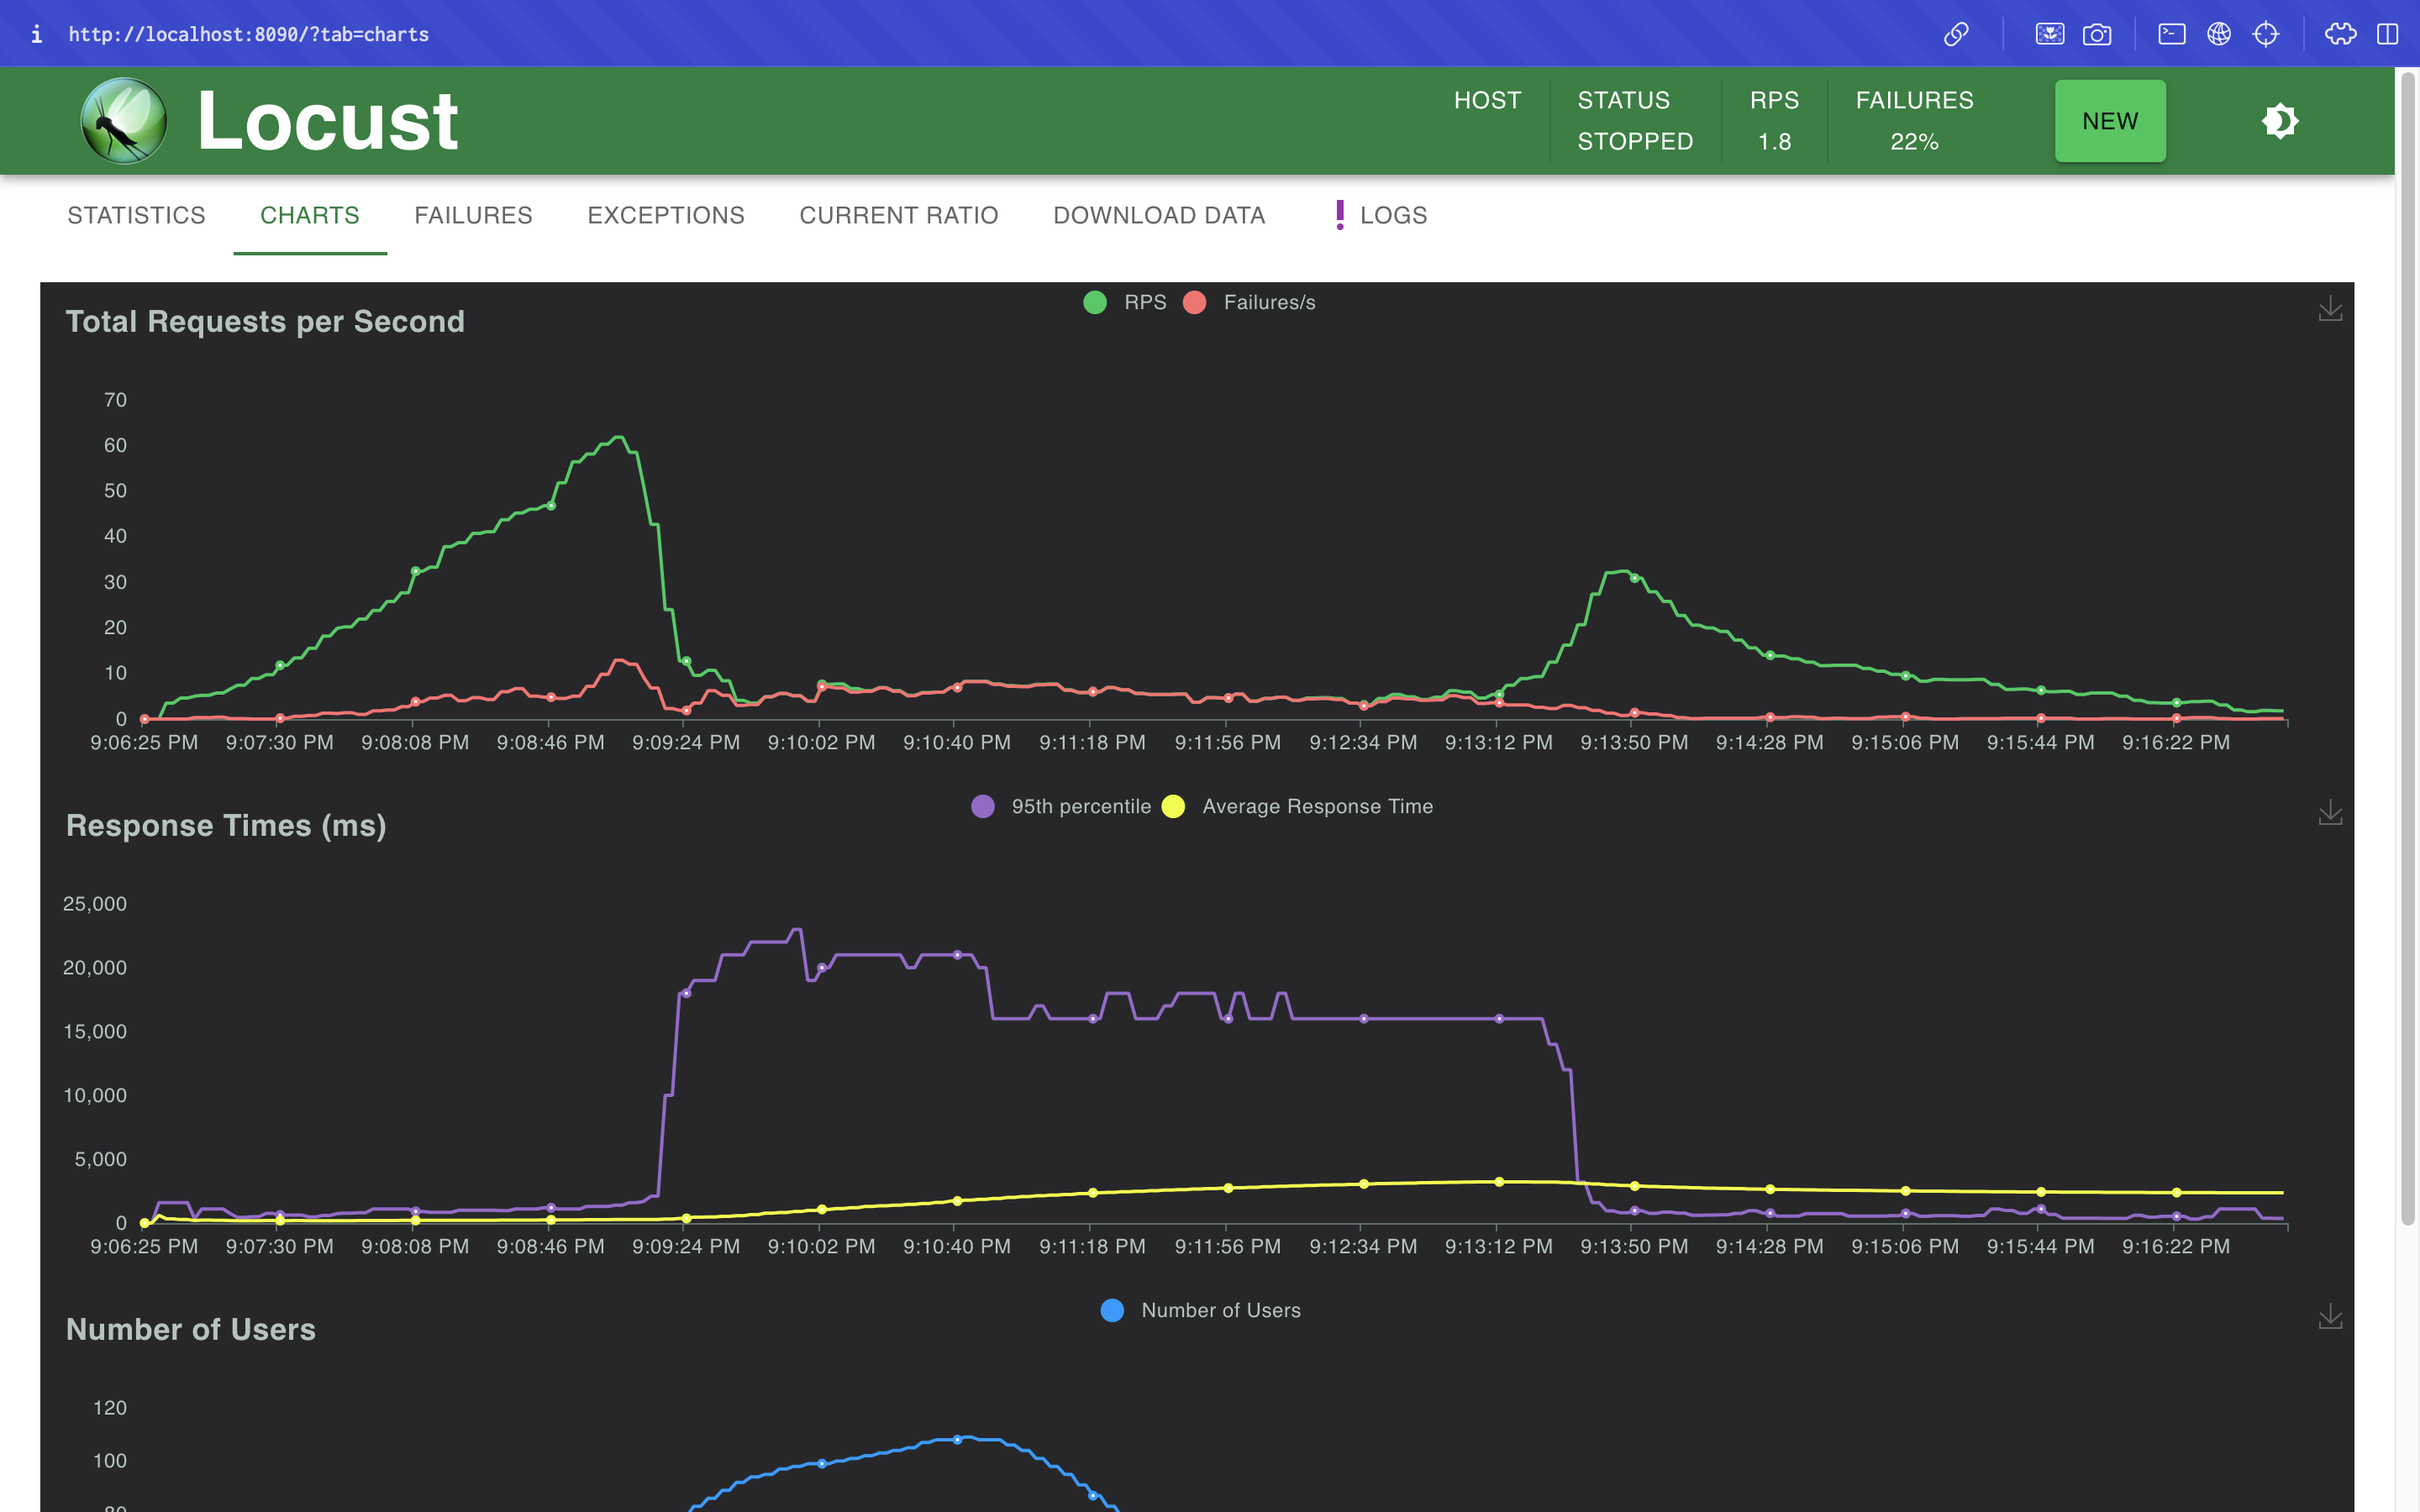 http://localhost:8090/?tab=charts
Locust
HOST
STATUS
STOPPED
RPS
1.8
FAILURES
22%
NEW
STATISTICS CHARTS FAILURES EXCEPTIONS CURRENT RATIO DOWNLOAD DATA LOGS
Total Requests per Second
RPS Failures/s
70
60
50
40
30
20
10
0
9:06:25 PM 9:07:30 PM 9:08:08 PM 9:08:46 PM 9:09:24 PM 9:10:02 PM 9:10:40 PM 9:11:18 PM 9:11:56 PM 9:12:34 PM 9:13:12 PM 9:13:50 PM 9:14:28 PM 9:15:06 PM 9:15:44 PM 9:16:22 PM
Response Times (ms)
95th percentile Average Response Time
25,000
20,000
15,000
10,000
5,000
0
9:06:25 PM 9:07:30 PM 9:08:08 PM 9:08:46 PM 9:09:24 PM 9:10:02 PM 9:10:40 PM 9:11:18 PM 9:11:56 PM 9:12:34 PM 9:13:12 PM 9:13:50 PM 9:14:28 PM 9:15:06 PM 9:15:44 PM 9:16:22 PM
Number of Users
Number of Users
120
100
80